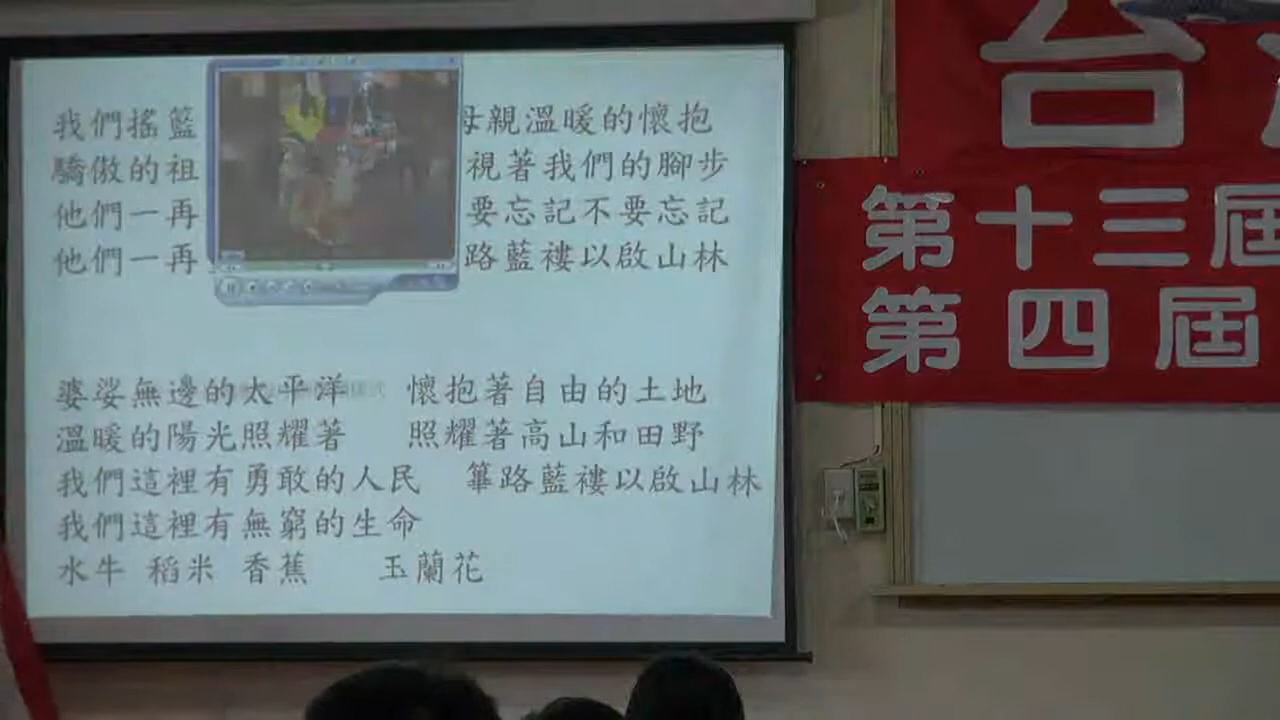 我們搖籃 母親溫暖的懷抱
驕傲的祖 視著我們的腳步
他們一再 要忘記不要忘記
他們一再 路藍褸以啟山林
婆娑無邊的太平洋 懷抱著自由的土地
溫暖的陽光照耀著 照耀著高山和田野
我們這裡有勇敢的人民 篳路藍褸以啟山林
我們這裡有無窮的生命
水牛 稻米 香蕉 玉蘭花
台
第十三屆
第四屆